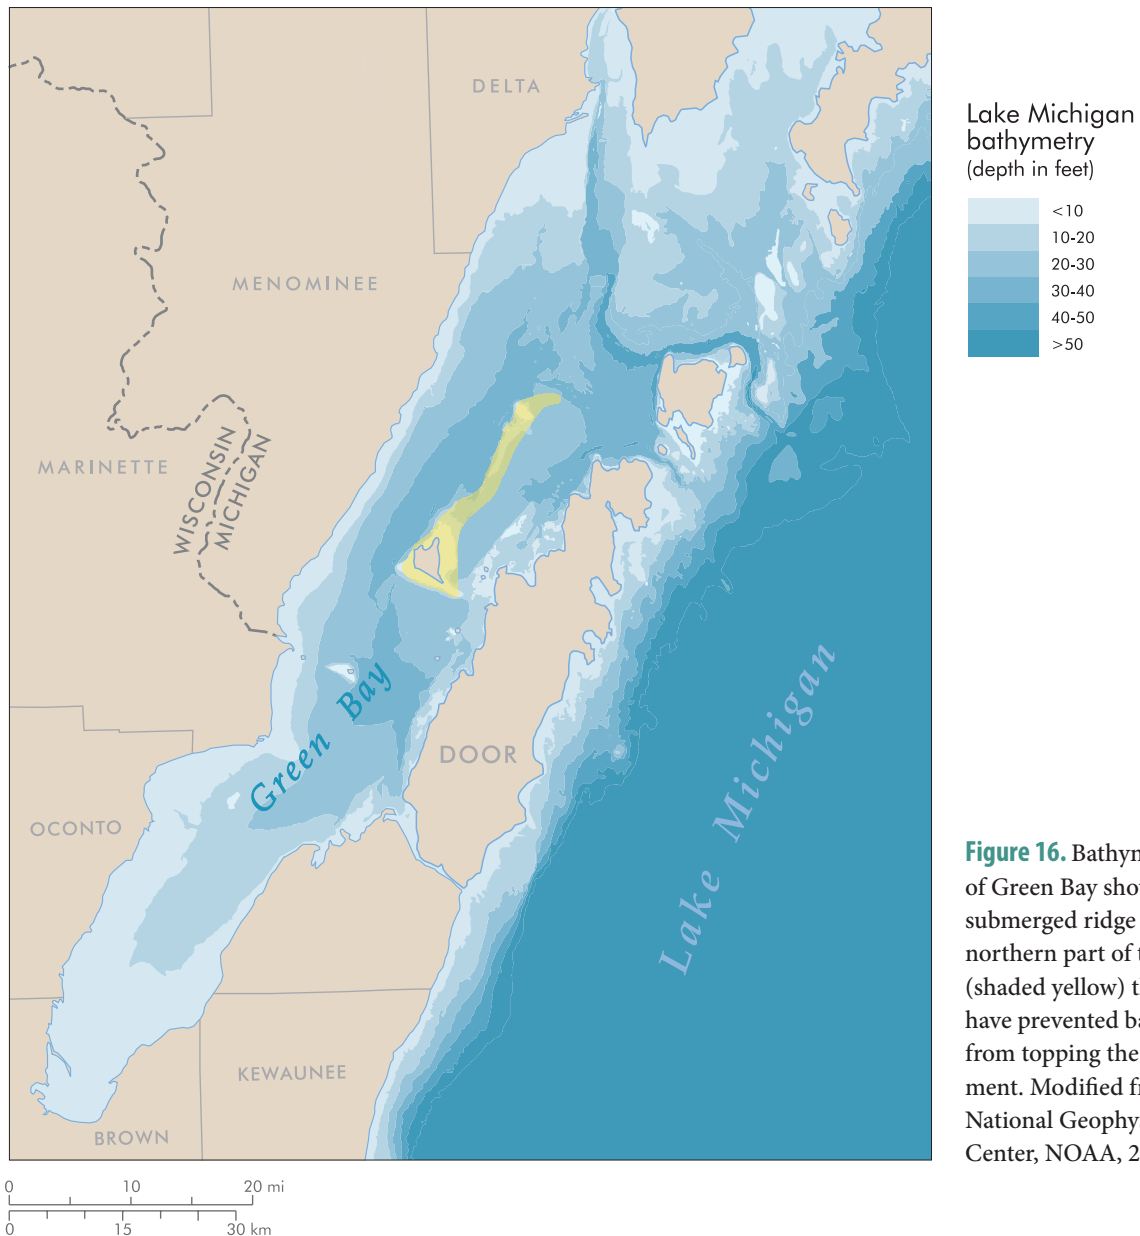 DELTA
MENOMINEE
MARINETTE
WISCONSIN
MICHIGAN
Green Bay
DOOR
Lake Michigan
OCONTO
KEWAUNEE
BROWN
0 10 20 mi
0 15 30 km
Lake Michigan
bathymetry
(depth in feet)
<10
10-20
20-30
30-40
40-50
>50
Figure 16. Bathym
of Green Bay sho
submerged ridge
northern part of t
(shaded yellow) t
have prevented ba
from topping the
ment. Modified f
National Geophy
Center, NOAA, 2